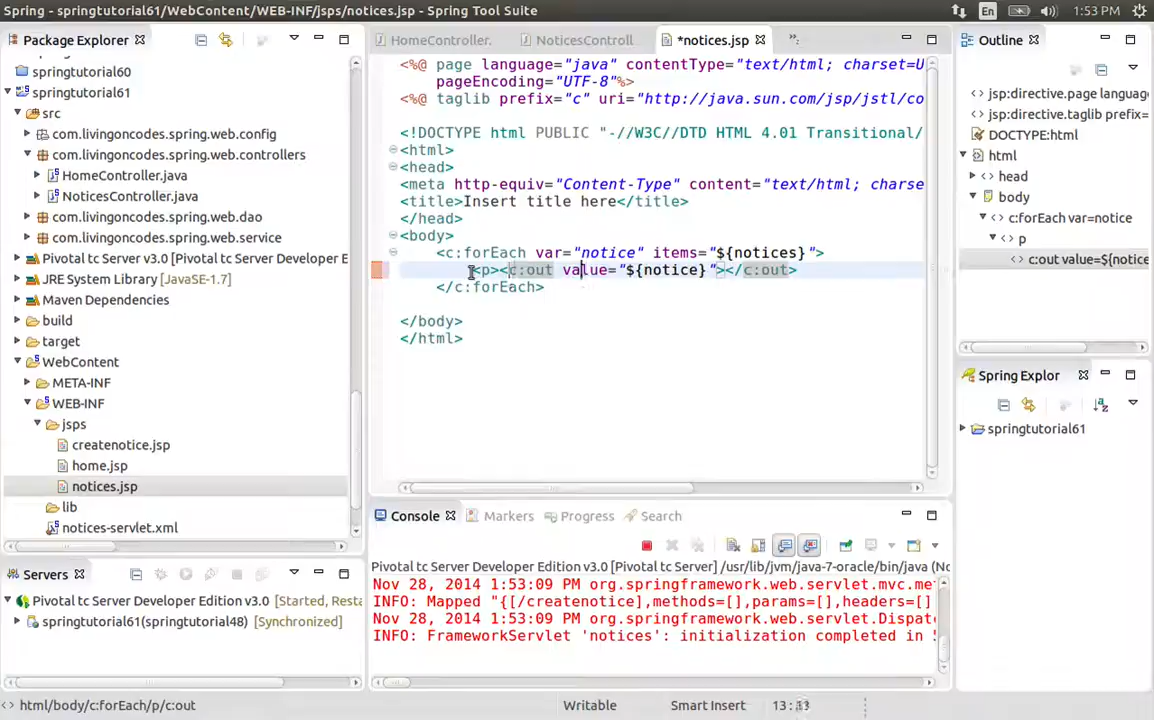 Spring - springtutorial61/WebContent/WEB-INF/jsps/notices.jsp - Spring Tool Suite
En
1:53 PM
Package Explorer
springtutorial60
springtutorial61
src
com.livingoncodes.spring.web.config
com.livingoncodes.spring.web.controllers
HomeController.java
NoticesController.java
com.livingoncodes.spring.web.dao
com.livingoncodes.spring.web.service
Pivotal tc Server Developer Edition v3.0 [Pivotal tc Server Developer E
JRE System Library [JavaSE-1.7]
Maven Dependencies
build
target
WebContent
META-INF
WEB-INF
jsps
createnotice.jsp
home.jsp
notices.jsp
lib
notices-servlet.xml
Servers
Pivotal tc Server Developer Edition v3.0 [Started, Resta
springtutorial61(springtutorial48) [Synchronized]
HomeController.
NoticesControll
*notices.jsp
<%@ page language="java" contentType="text/html; charset=U
pageEncoding="UTF-8"%>
<%@ taglib prefix="c" uri="http://java.sun.com/jsp/jstl/co
<!DOCTYPE html PUBLIC "-//W3C//DTD HTML 4.01 Transitional/
<html>
<head>
<meta http-equiv="Content-Type" content="text/html; charse
<title>Insert title here</title>
</head>
<body>
<c:forEach var="notice" items="${notices}">
<p><c:out value="${notice}"></c:out>
</c:forEach>
</body>
</html>
Console
Markers
Progress
Search
Pivotal tc Server Developer Edition v3.0 [Pivotal tc Server] /usr/lib/jvm/java-7-oracle/bin/java (No
Nov 28, 2014 1:53:09 PM org.springframework.web.servlet.mvc.me
INFO: Mapped "{[/createnotice],methods=[],params=[],headers=[]
Nov 28, 2014 1:53:09 PM org.springframework.web.servlet.Dispat
INFO: FrameworkServlet 'notices': initialization completed in 5
Outline
jsp:directive.page language
jsp:directive.taglib prefix=
DOCTYPE:html
html
head
body
c:forEach var=notice
p
c:out value=${notice
Spring Explor
springtutorial61
html/body/c:forEach/p/c:out
Writable
Smart Insert